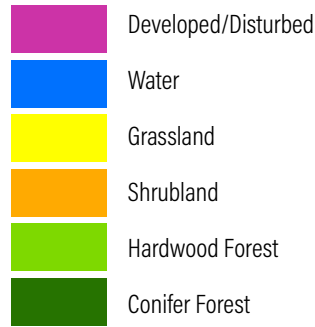 Developed/Disturbed
Water
Grassland
Shrubland
Hardwood Forest
Conifer Forest